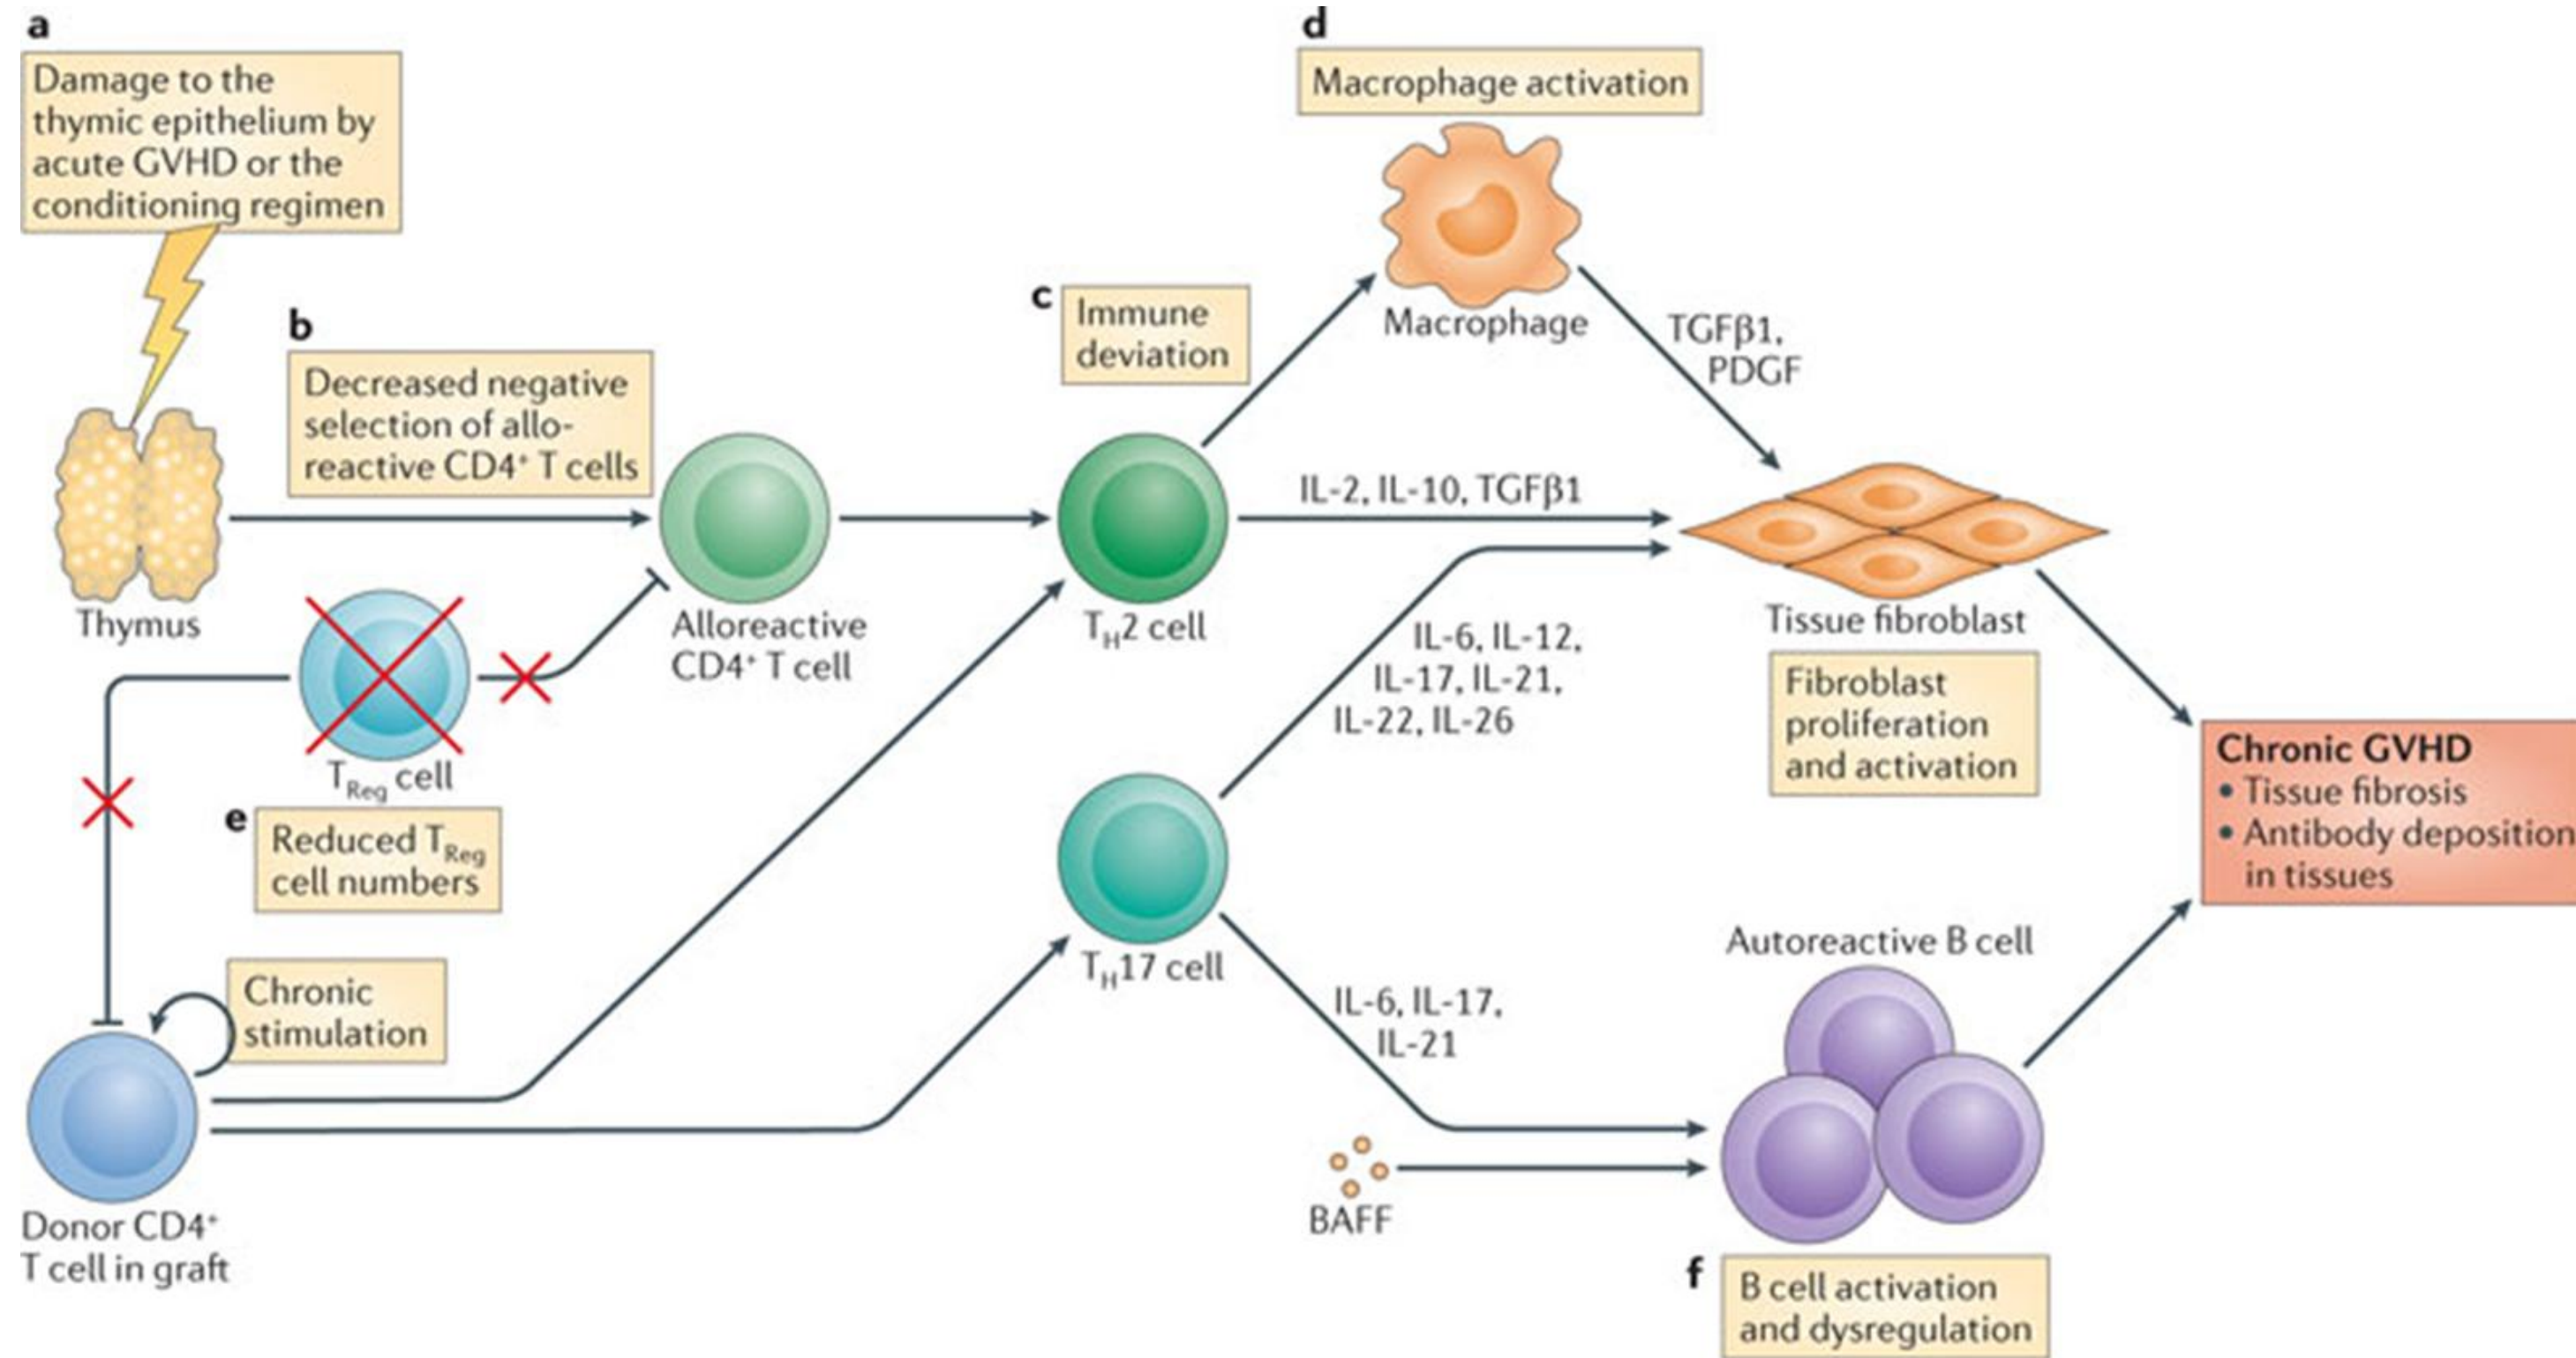 a
Damage to the
thymic epithelium by
acute GVHD or the
conditioning regimen
Thymus
b
Decreased negative
selection of allo-
reactive CD4⁺ T cells
Alloreactive
CD4⁺ T cell
c
Immune
deviation
T_H2 cell
d
Macrophage activation
Macrophage
TGFβ1,
PDGF
IL-2, IL-10, TGFβ1
IL-6, IL-12,
IL-17, IL-21,
IL-22, IL-26
Tissue fibroblast
Fibroblast
proliferation
and activation
T_Reg cell
e
Reduced T_Reg
cell numbers
Chronic
stimulation
Donor CD4⁺
T cell in graft
T_H17 cell
IL-6, IL-17,
IL-21
BAFF
Autoreactive B cell
f
B cell activation
and dysregulation
Chronic GVHD
• Tissue fibrosis
• Antibody deposition
in tissues